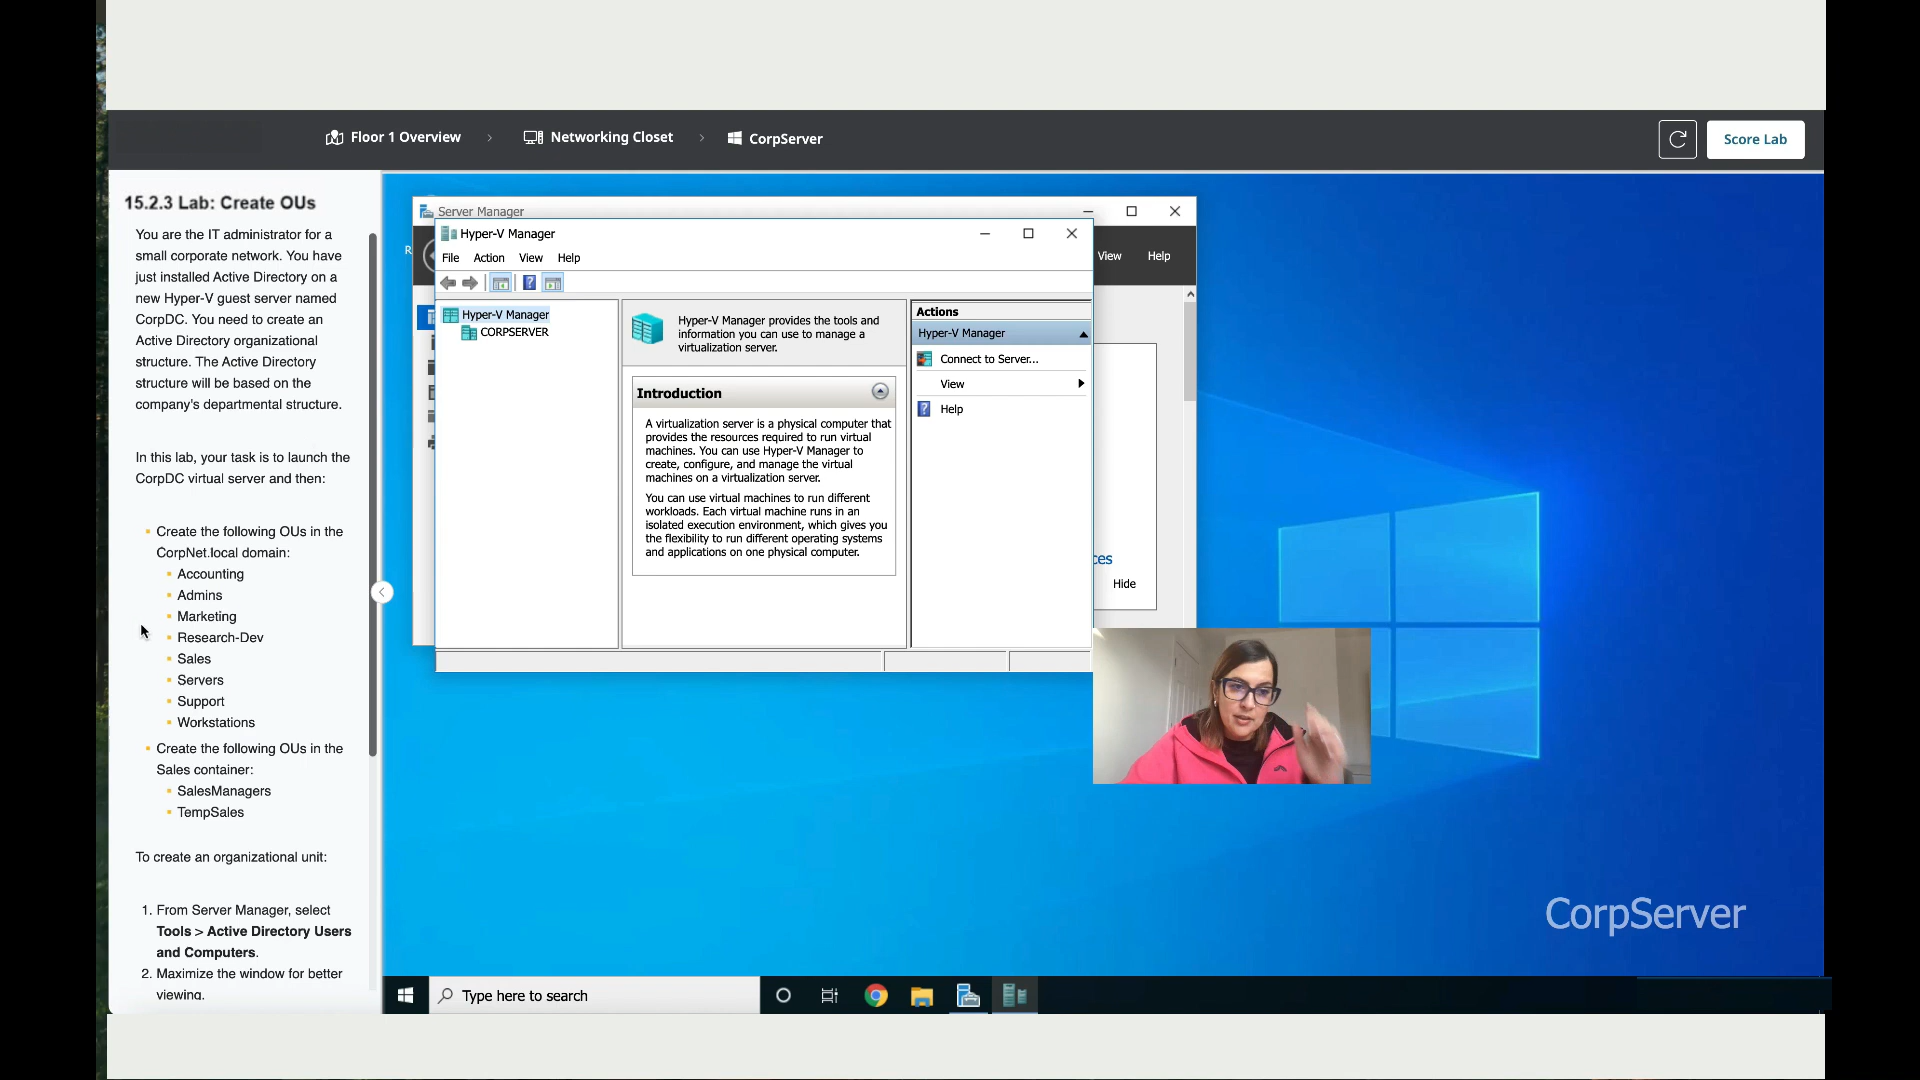 Floor 1 Overview
Networking Closet
CorpServer
Score Lab
15.2.3 Lab: Create OUs
You are the IT administrator for a
small corporate network. You have
just installed Active Directory on a
new Hyper-V guest server named
CorpDC. You need to create an
Active Directory organizational
structure. The Active Directory
structure will be based on the
company's departmental structure.
In this lab, your task is to launch the
CorpDC virtual server and then:
Create the following OUs in the
CorpNet.local domain:
Accounting
Admins
Marketing
Research-Dev
Sales
Servers
Support
Workstations
Create the following OUs in the
Sales container:
SalesManagers
TempSales
To create an organizational unit:
1. From Server Manager, select
Tools > Active Directory Users
and Computers.
2. Maximize the window for better
viewing.
Server Manager
View
Help
Hide
Hyper-V Manager
File Action View Help
Hyper-V Manager
CORPSERVER
Hyper-V Manager provides the tools and
information you can use to manage a
virtualization server.
Introduction
A virtualization server is a physical computer that
provides the resources required to run virtual
machines. You can use Hyper-V Manager to
create, configure, and manage the virtual
machines on a virtualization server.
You can use virtual machines to run different
workloads. Each virtual machine runs in an
isolated execution environment, which gives you
the flexibility to run different operating systems
and applications on one physical computer.
Actions
Hyper-V Manager
Connect to Server...
View
Help
CorpServer
Type here to search